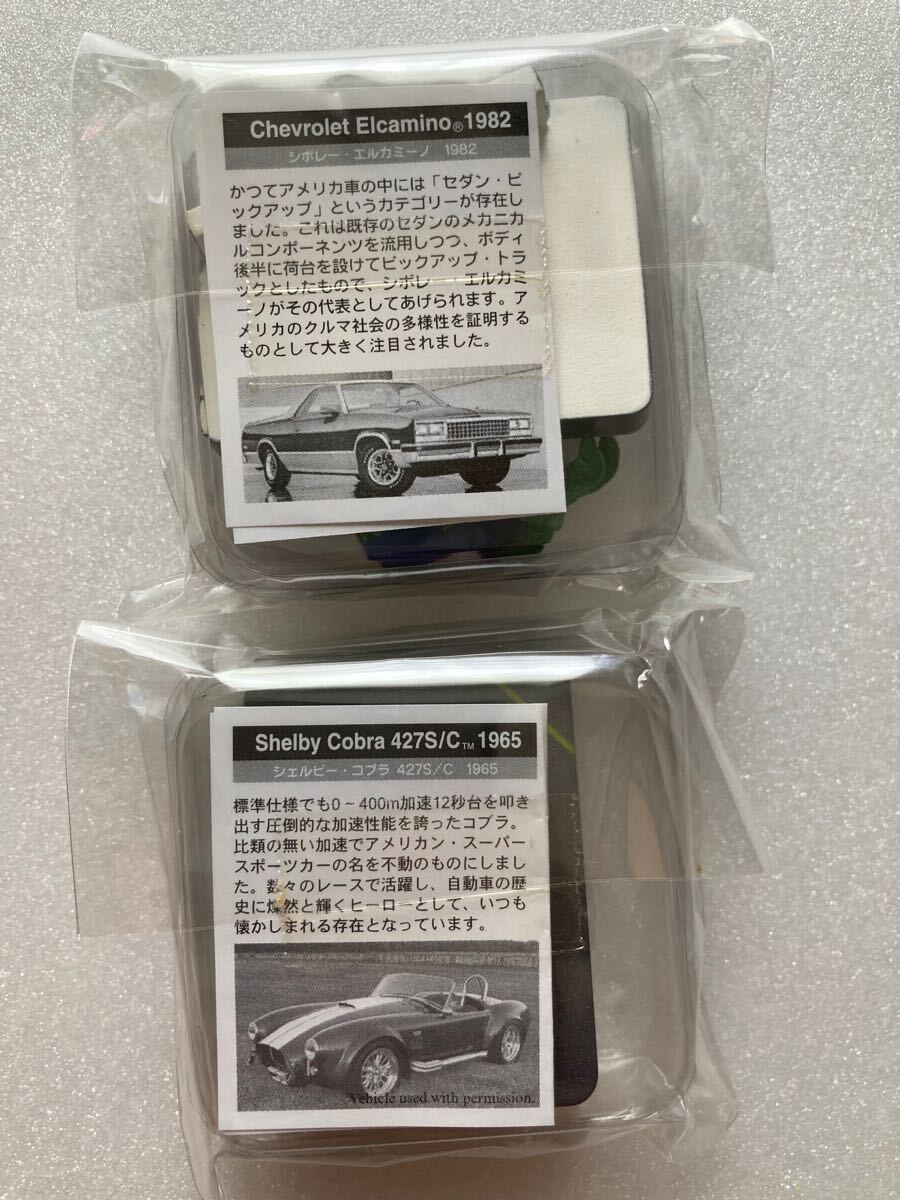 Chevrolet Elcamino® 1982
シボレー・エルカミーノ 1982
かつてアメリカ車の中には「セダン・ピ
ックアップ」というカテゴリーが存在し
ました。これは既存のセダンのメカニカ
ルコンポーネンツを流用しつつ、ボディ
後半に荷台を設けてピックアップ・トラ
ックとしたもので、シボレー・エルカミ
ーノがその代表としてあげられます。ア
メリカのクルマ社会の多様性を証明する
ものとして大きく注目されました。
Shelby Cobra 427S/C™ 1965
シェルビー・コブラ 427S/C 1965
標準仕様でも0～400m加速12秒台を叩き
出す圧倒的な加速性能を誇ったコブラ。
比類の無い加速でアメリカン・スーパー
スポーツカーの名を不動のものにしまし
た。数々のレースで活躍し、自動車の歴
史に燦然と輝くヒーローとして、いつも
懐かしまれる存在となっています。
Vehicle used with permission.